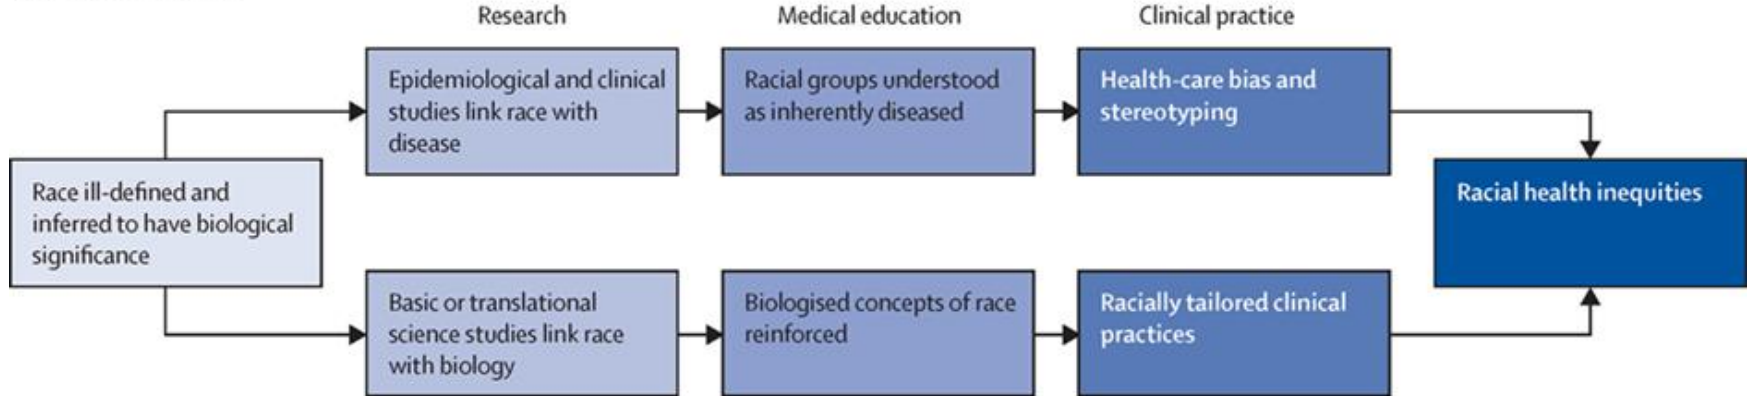 Research
Medical education
Clinical practice
Race ill-defined and
inferred to have biological
significance
Epidemiological and clinical
studies link race with
disease
Racial groups understood
as inherently diseased
Health-care bias and
stereotyping
Basic or translational
science studies link race
with biology
Biologised concepts of race
reinforced
Racially tailored clinical
practices
Racial health inequities